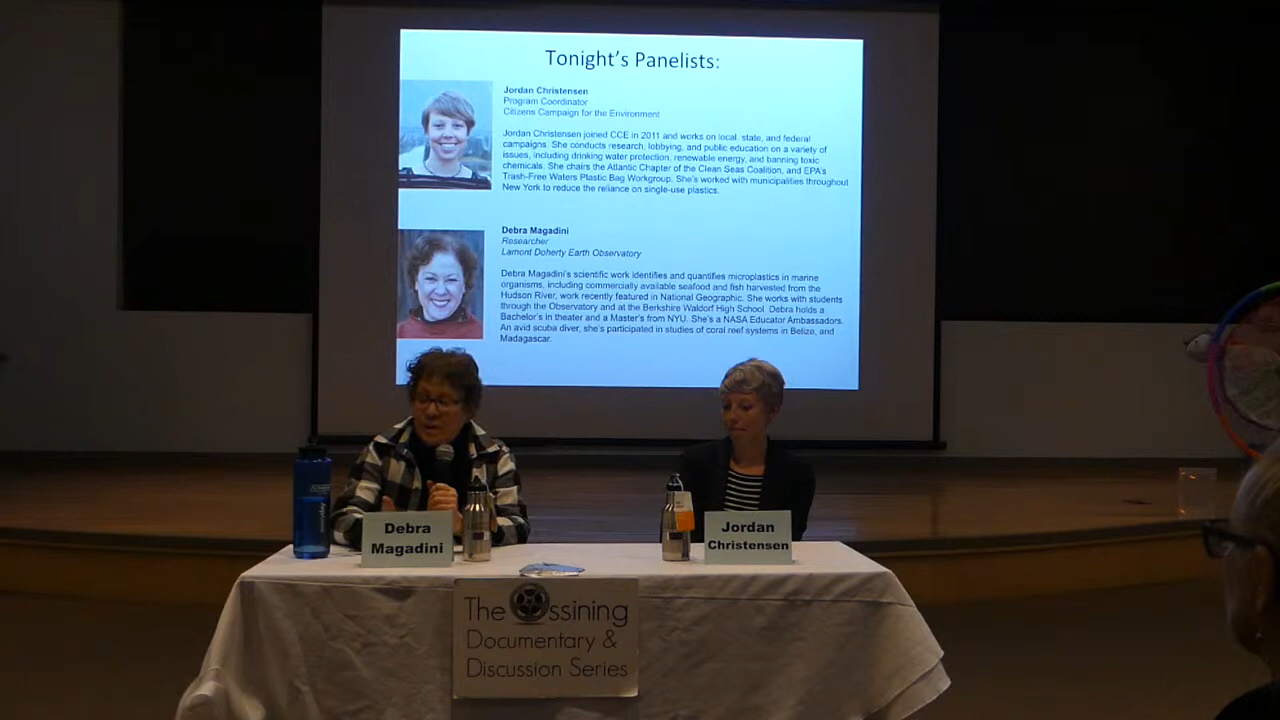 Tonight's Panelists:
Jordan Christensen
Program Coordinator
Citizens Campaign for the Environment
Jordan Christensen joined CCE in 2011 and works on local, state, and federal
campaigns. She conducts research, lobbying, and public education on a variety of
issues, including drinking water protection, renewable energy, and banning toxic
chemicals. She chairs the Atlantic Chapter of the Clean Seas Coalition, and EPA's
Trash-Free Waters Plastic Bag Workgroup. She's worked with municipalities throughout
New York to reduce the reliance on single-use plastics.
Debra Magadini
Researcher
Lamont Doherty Earth Observatory
Debra Magadini's scientific work identifies and quantifies microplastics in marine
organisms, including commercially available seafood and fish harvested from the
Hudson River, work recently featured in National Geographic. She works with students
through the Observatory and at the Berkshire Waldorf High School. Debra holds a
Bachelor's in theater and a Master's from NYU. She's a NASA Educator Ambassadors.
An avid scuba diver, she's participated in studies of coral reef systems in Belize, and
Madagascar.
Debra
Magadini
Jordan
Christensen
The Ossining
Documentary &
Discussion Series